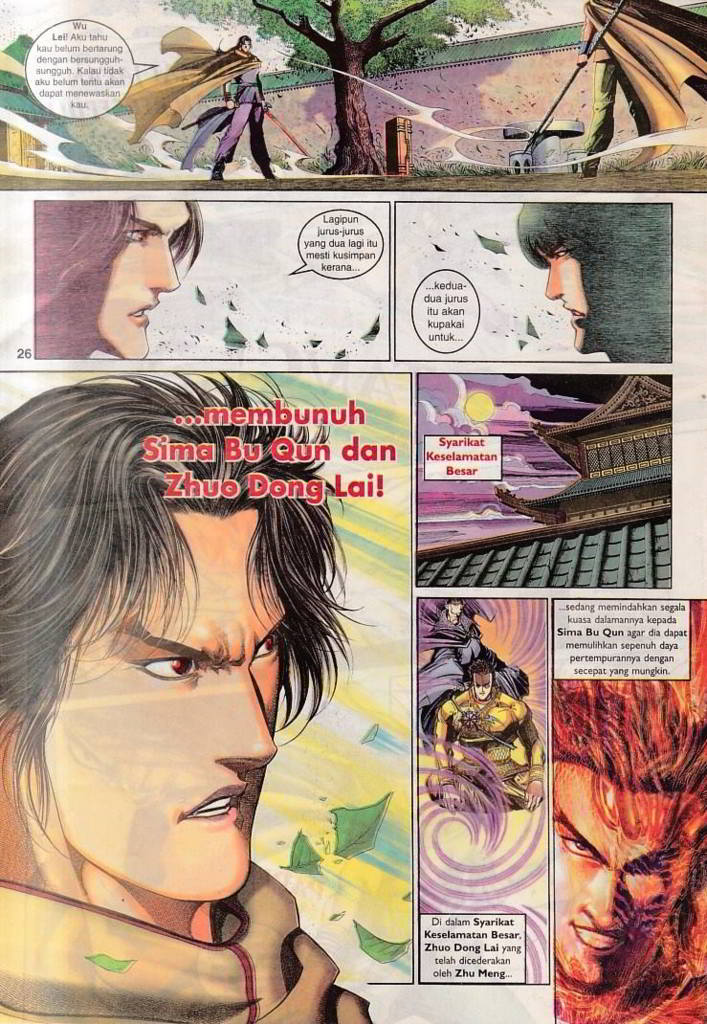 Wu
Lei! Aku tahu
kau belum bertarung
dengan bersungguh-
sungguh. Kalau tidak
aku belum tentu akan
dapat menewaskan
kau.
Lagipun
jurus-jurus
yang dua lagi itu
mesti kusimpan
kerana...
...kedua-
dua jurus
itu akan
kupakai
untuk...
26
...membunuh
Sima Bu Qun dan
Zhuo Dong Lai!
Syarikat
Keselamatan
Besar
Di dalam Syarikat
Keselamatan Besar,
Zhuo Dong Lai yang
telah dicederakan
oleh Zhu Meng...
...sedang memindahkan segala
kuasa dalamannya kepada
Sima Bu Qun agar dia dapat
memulihkan sepenuh daya
pertempurannya dengan
secepat yang mungkin.